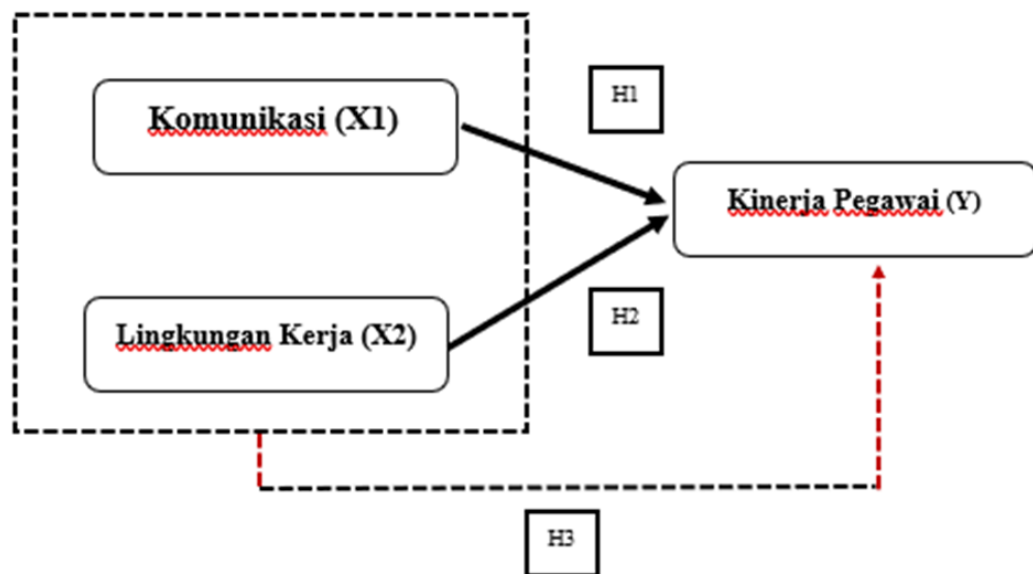 Komunikasi (X1)
H1
Kinerja Pegawai (Y)
Lingkungan Kerja (X2)
H2
H3